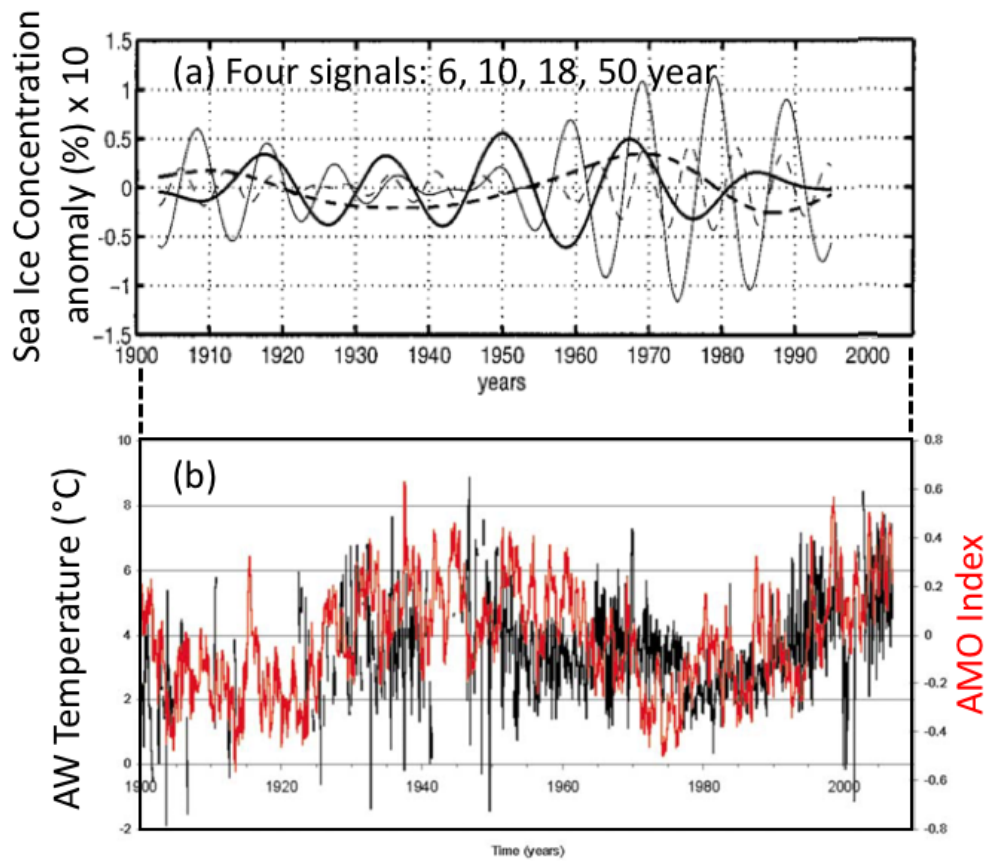 Sea Ice Concentration
anomaly (%) x 10
(a) Four signals: 6, 10, 18, 50 year
1.5
1
0.5
0
-0.5
-1
-1.5
1900 1910 1920 1930 1940 1950 1960 1970 1980 1990 2000
years
AW Temperature (°C)
(b)
10
8
6
4
2
0
-2
1900 1920 1940 1960 1980 2000
Time (years)
0.8
0.6
0.4
0.2
0
-0.2
-0.4
-0.6
-0.8
AMO Index